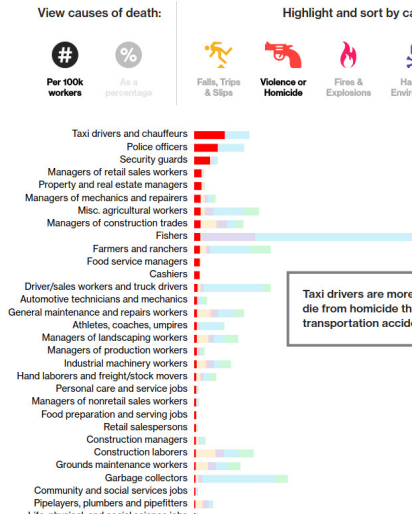 View causes of death:
Highlight and sort by ca
#
%
Per 100k
workers
As a
percentage
Falls, Trips
& Slips
Violence or
Homicide
Fires &
Explosions
Ha
Envir
Taxi drivers and chauffeurs
Police officers
Security guards
Managers of retail sales workers
Property and real estate managers
Managers of mechanics and repairers
Misc. agricultural workers
Managers of construction trades
Fishers
Farmers and ranchers
Food service managers
Cashiers
Driver/sales workers and truck drivers
Automotive technicians and mechanics
General maintenance and repairs workers
Athletes, coaches, umpires
Managers of landscaping workers
Managers of production workers
Industrial machinery workers
Hand laborers and freight/stock movers
Personal care and service jobs
Managers of nonretail sales workers
Food preparation and serving jobs
Retail salespersons
Construction managers
Construction laborers
Grounds maintenance workers
Garbage collectors
Community and social services jobs
Pipelayers, plumbers and pipefitters
Life, physical, and social science jobs
Taxi drivers are more
die from homicide th
transportation accide